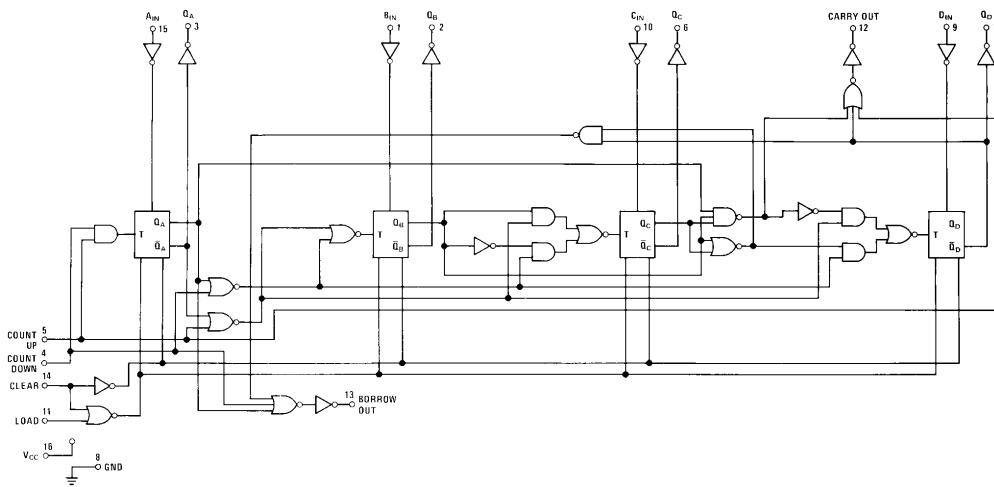 A_IN Q_A B_IN Q_B C_IN Q_C CARRY OUT D_IN Q_D
15 3 1 2 10 6 12 9
T Q_A Q̄_A
T Q_B Q̄_B
T Q_C Q̄_C
T Q_D Q̄_D
COUNT UP 5
COUNT DOWN 4
CLEAR 14
LOAD 11
13 BORROW OUT
V_CC 16
8 GND